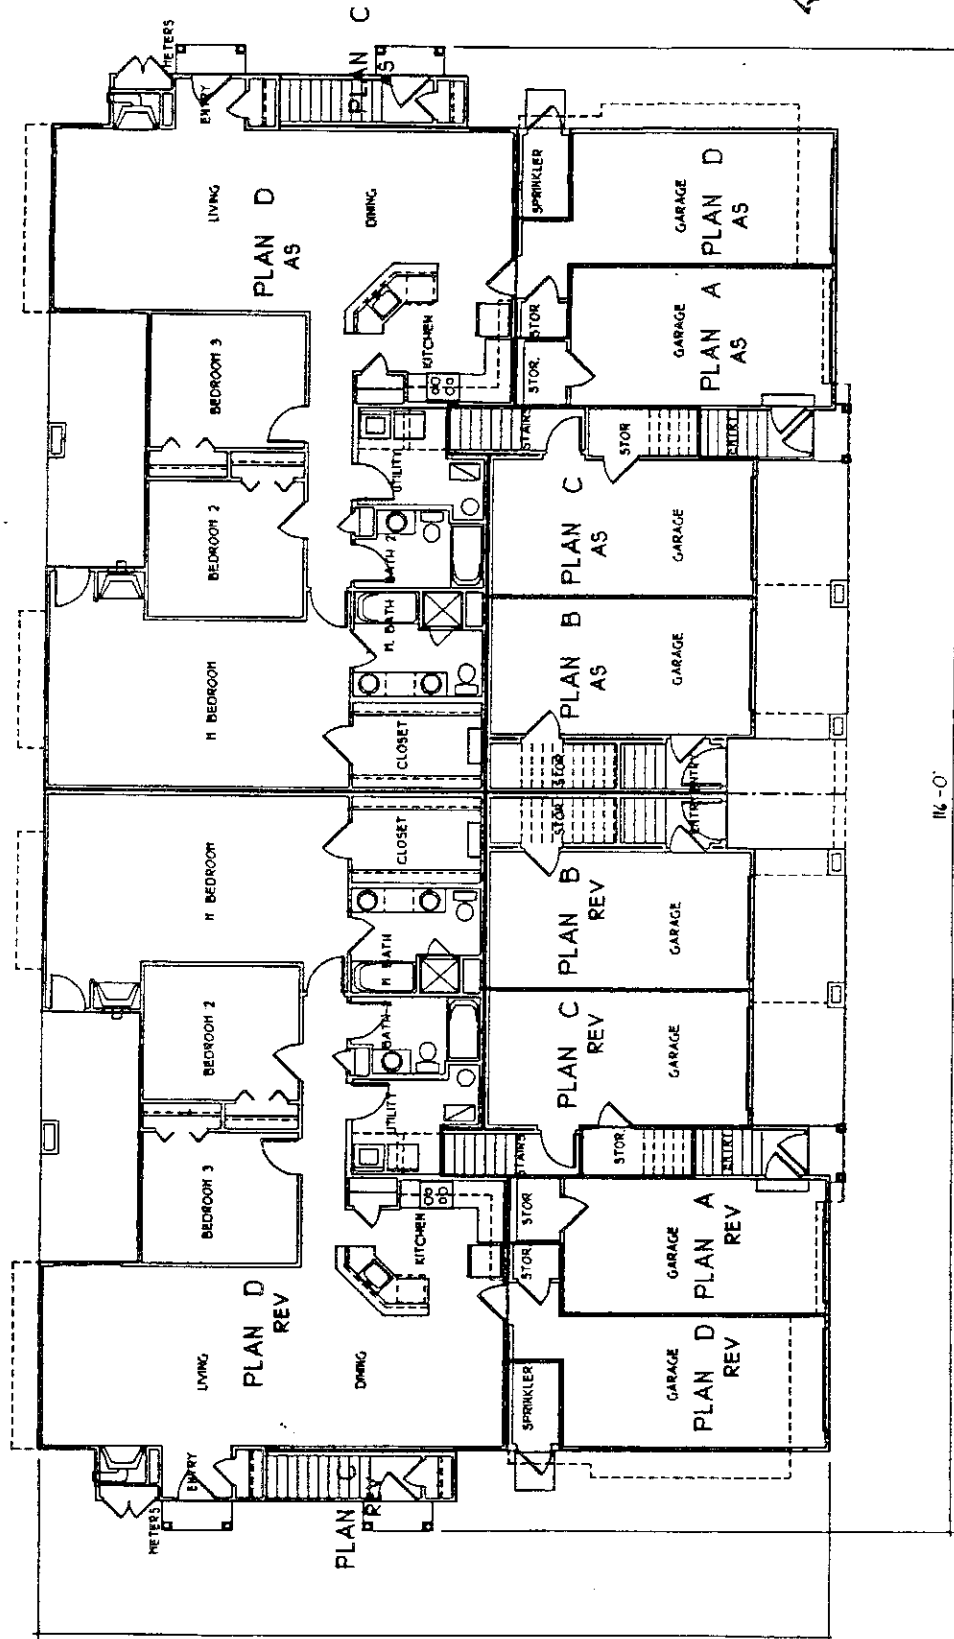 METERS
ENTRY
PLAN C
AS
LIVING
PLAN D
AS
DINING
SPRINKLER
GARAGE
PLAN D
AS
BEDROOM 3
KITCHEN
STOR
STOR.
GARAGE
PLAN A
AS
BEDROOM 2
UTILITY
BATH 2
STAIRS
STOR
ENTRY
PLAN C
AS
GARAGE
M BEDROOM
M. BATH
CLOSET
PLAN B
AS
GARAGE
STOR
ENTRY
M BEDROOM
CLOSET
M BATH
STOR
ENTRY
PLAN B
REV
GARAGE
BEDROOM 2
BATH 2
UTILITY
PLAN C
REV
GARAGE
STAIRS
STOR
ENTRY
BEDROOM 3
KITCHEN
STOR
STOR.
GARAGE
PLAN A
REV
LIVING
PLAN D
REV
DINING
SPRINKLER
GARAGE
PLAN D
REV
METERS
ENTRY
PLAN C
REV
116'-0"